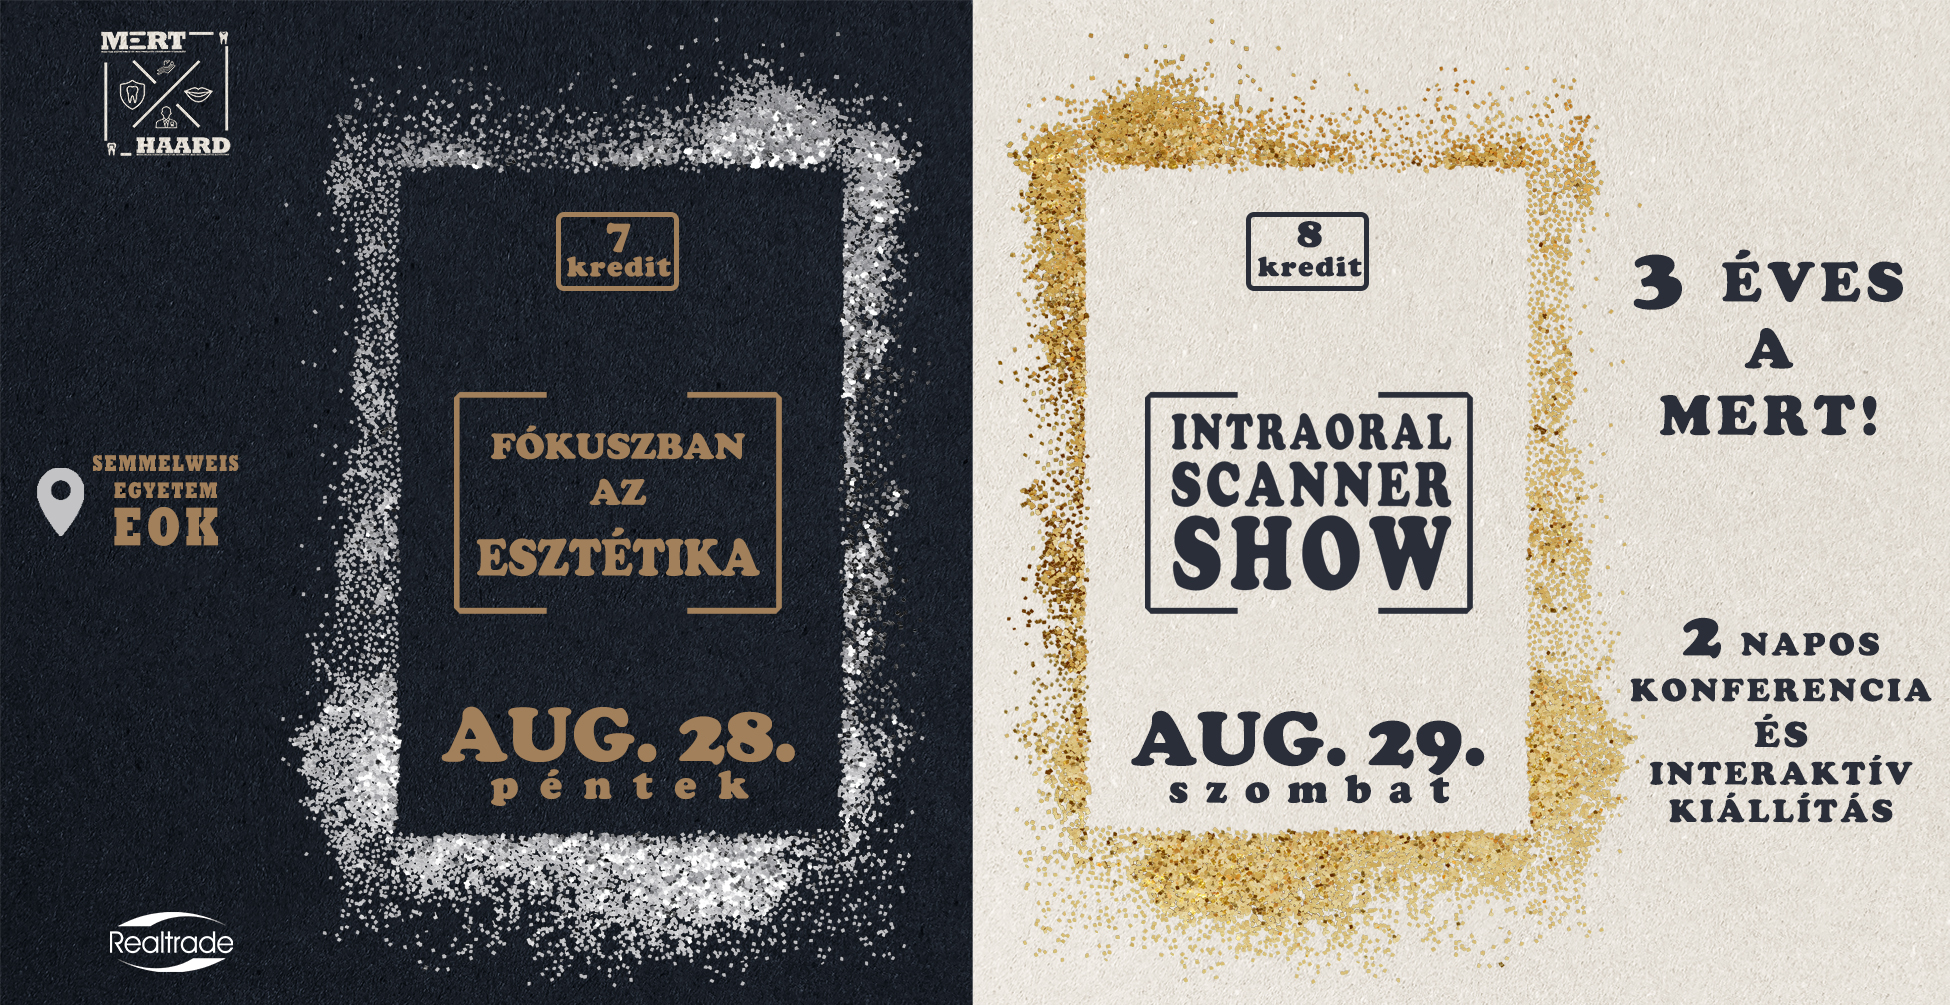 MERT
HAARD
7
kredit
FÓKUSZBAN
AZ
ESZTÉTIKA
AUG. 28.
péntek
SEMMELWEIS
EGYETEM
EOK
Realtrade
8
kredit
INTRAORAL
SCANNER
SHOW
AUG. 29.
szombat
3 ÉVES
A
MERT!
2 NAPOS
KONFERENCIA
ÉS
INTERAKTÍV
KIÁLLÍTÁS